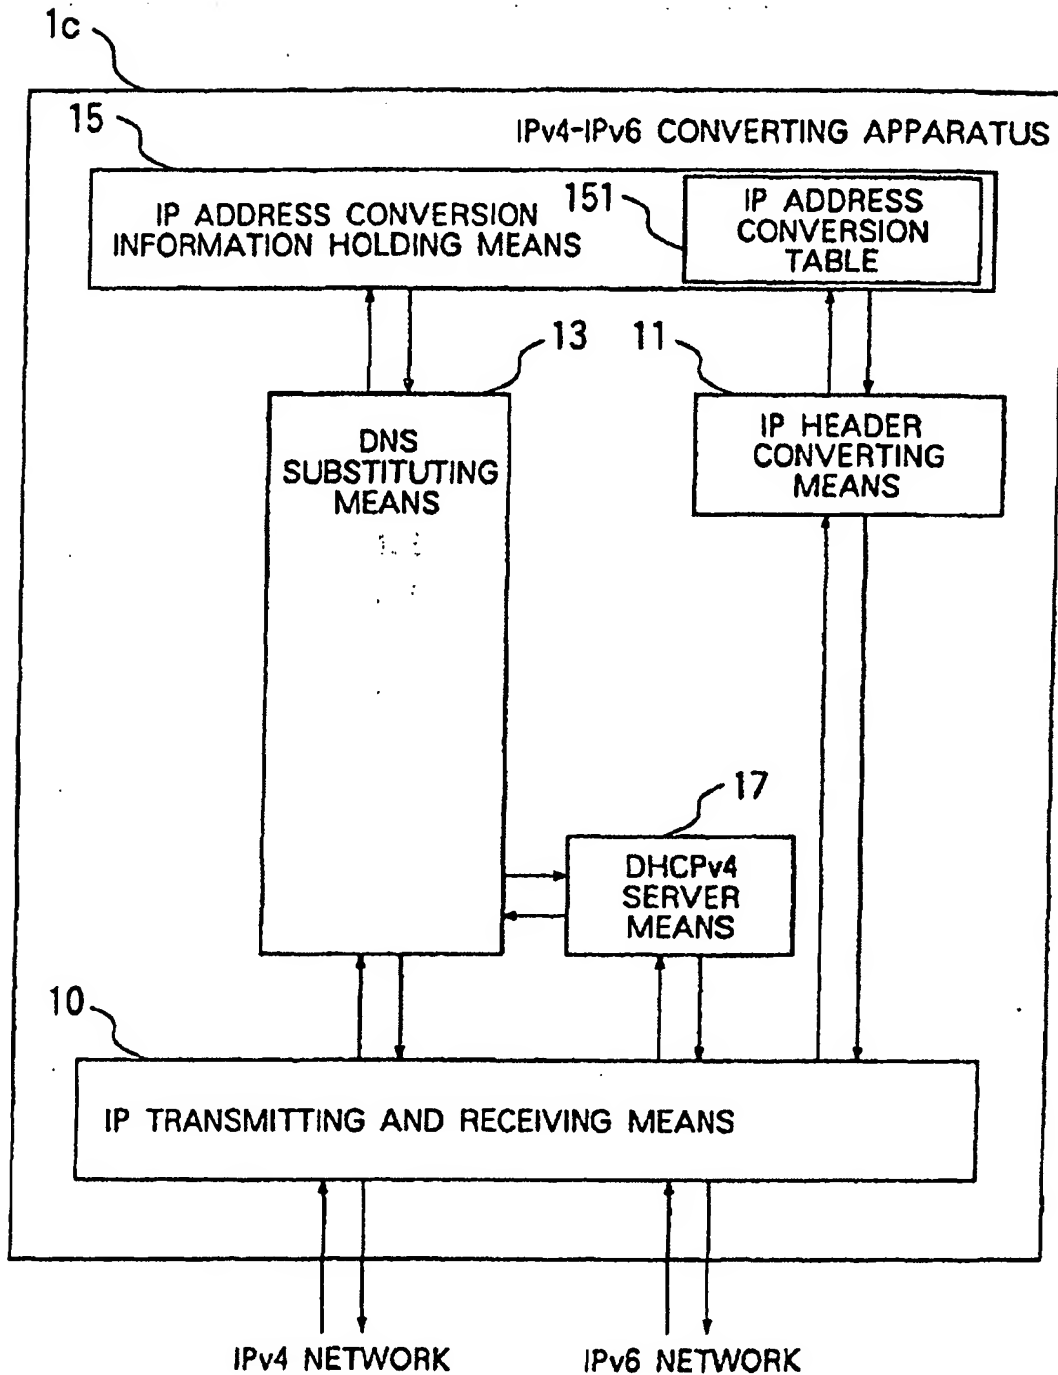 1c
15
IPv4-IPv6 CONVERTING APPARATUS
IP ADDRESS CONVERSION
INFORMATION HOLDING MEANS
151
IP ADDRESS
CONVERSION
TABLE
13
11
DNS
SUBSTITUTING
MEANS
IP HEADER
CONVERTING
MEANS
17
DHCPv4
SERVER
MEANS
10
IP TRANSMITTING AND RECEIVING MEANS
IPv4 NETWORK
IPv6 NETWORK